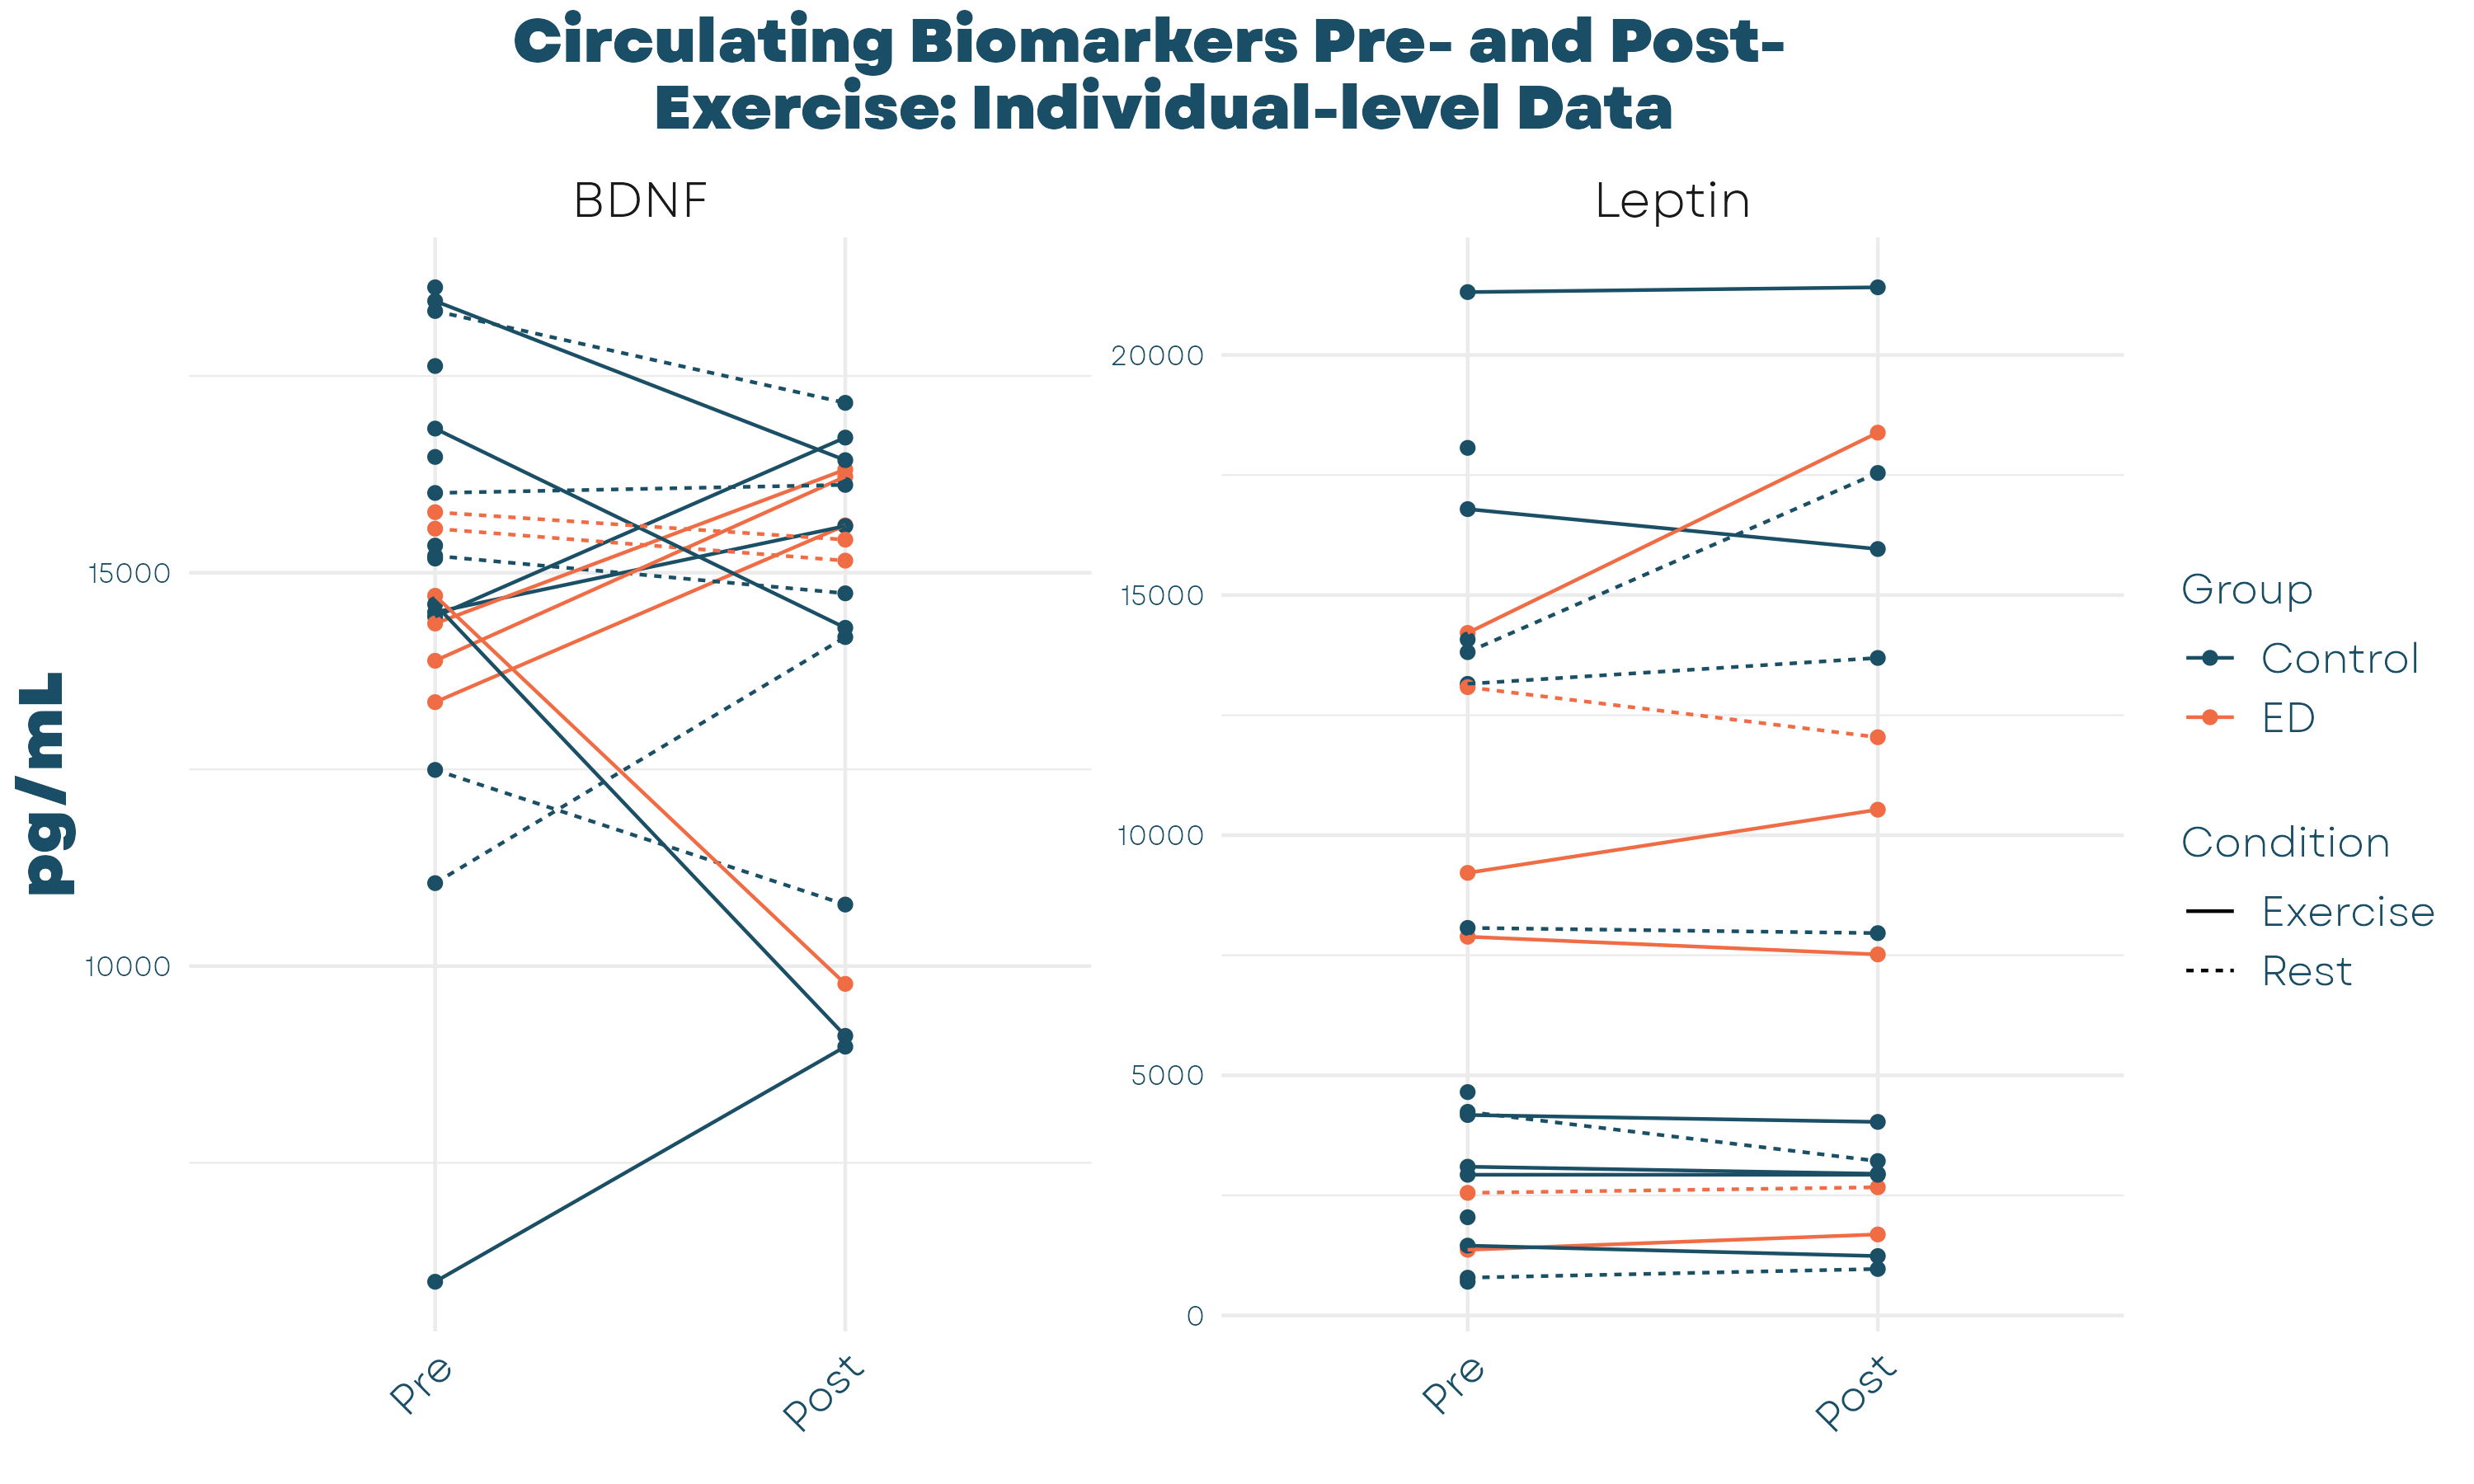 Circulating Biomarkers Pre- and Post-
Exercise: Individual-level Data
BDNF
Leptin
pg/mL
15000
10000
20000
15000
10000
5000
0
Pre
Post
Pre
Post
Group
Control
ED
Condition
Exercise
Rest